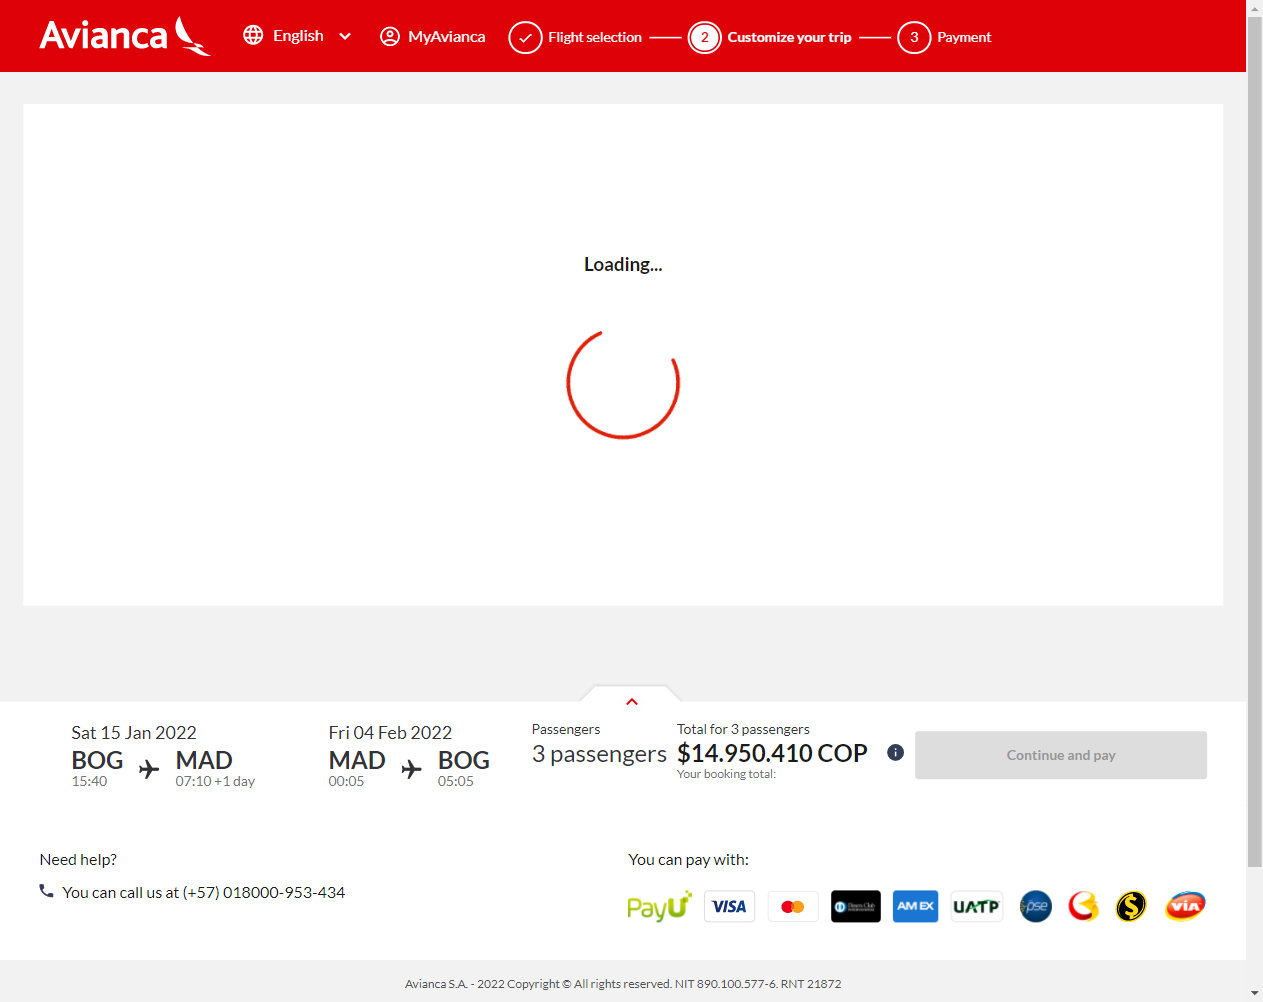 Avianca
English
MyAvianca
Flight selection
2
Customize your trip
3
Payment
Loading...
Sat 15 Jan 2022
BOG MAD
15:40 07:10 +1 day
Fri 04 Feb 2022
MAD BOG
00:05 05:05
Passengers
3 passengers
Total for 3 passengers
$14.950.410 COP
Your booking total:
i
Continue and pay
Need help?
You can call us at (+57) 018000-953-434
You can pay with:
PayU VISA Diners Club AMEX UATP pse $ VIA
Avianca S.A. - 2022 Copyright © All rights reserved. NIT 890.100.577-6. RNT 21872